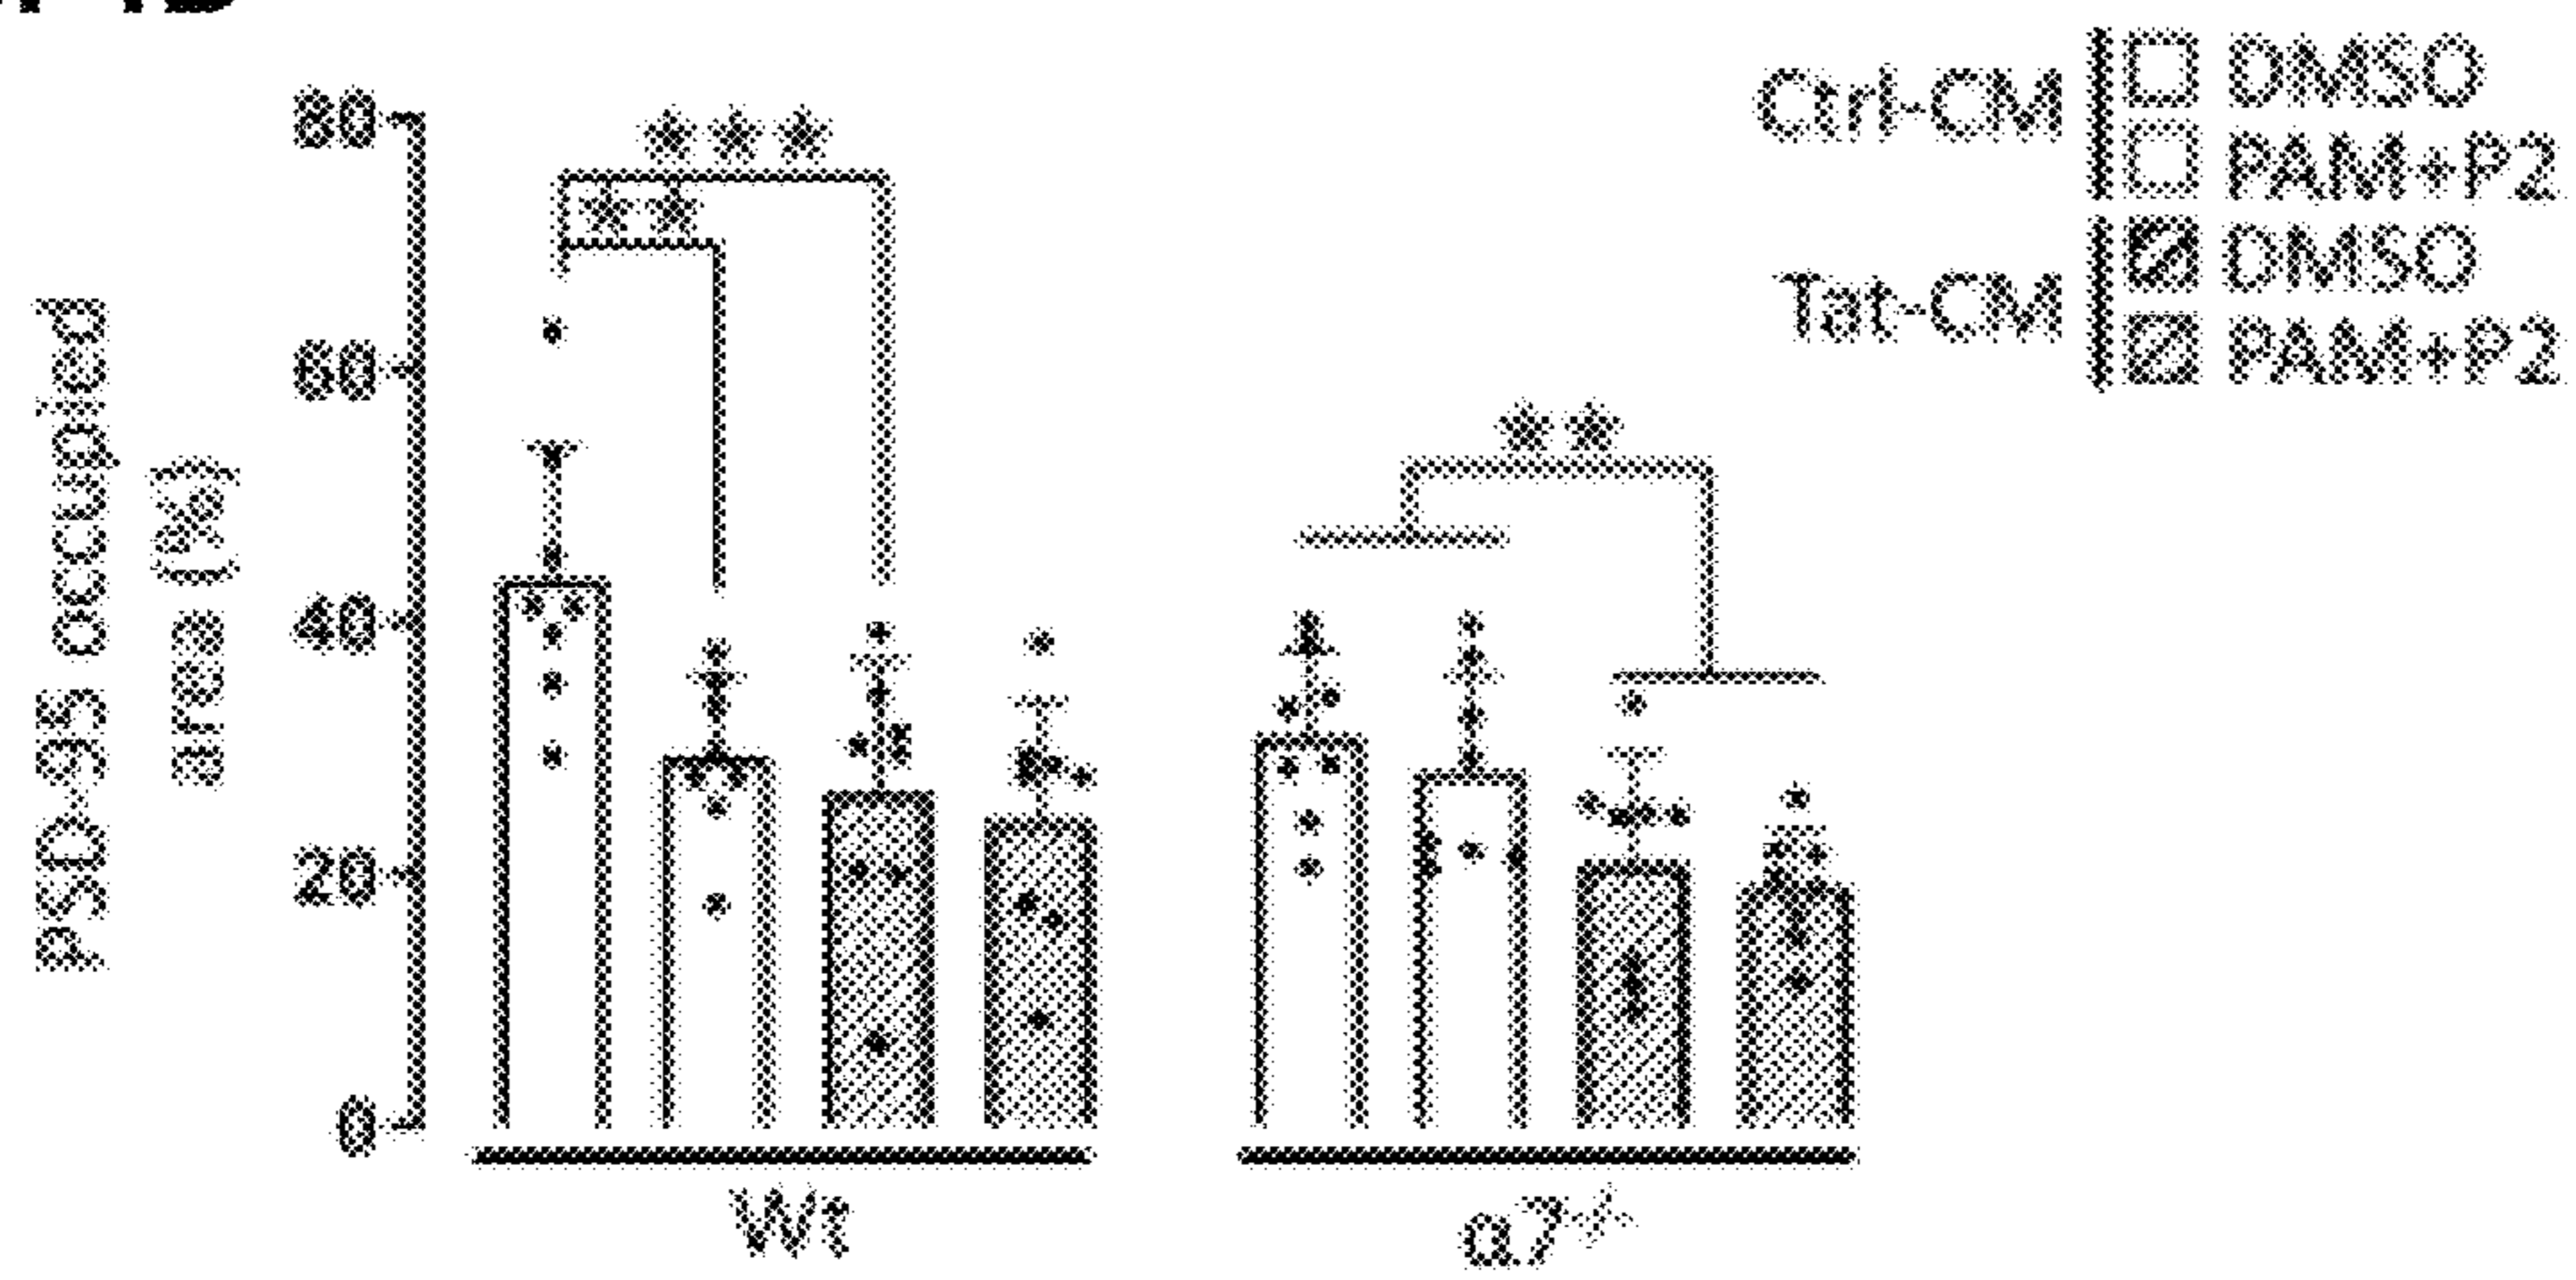 Ctrl-CM
DMSO
PAM+P2
Tat-CM
DMSO
PAM+P2
PSD-95 occupied
area (%)
80
60
40
20
0
***
**
**
Wt
α7-/-